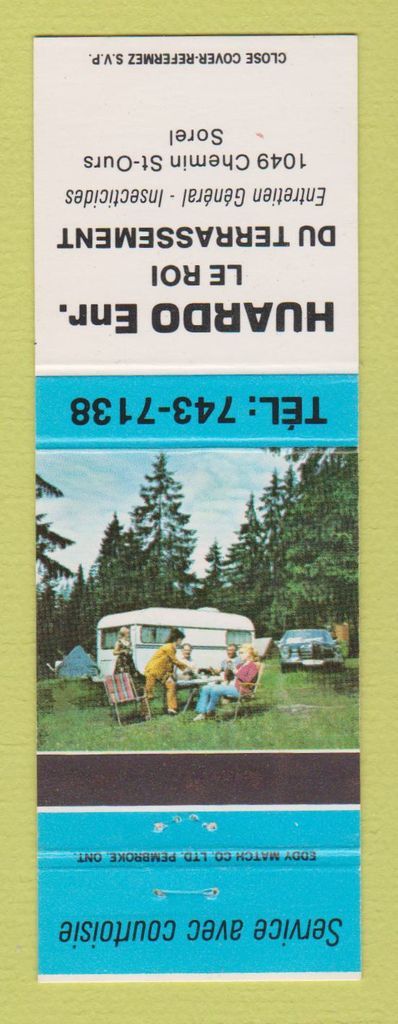 Service avec courtoisie
EDDY MATCH CO. LTD. PEMBROKE, ONT.
TÉL: 743-7138
HUARDO Enr.
LE ROI
DU TERRASSEMENT
Entretien Général - Insecticides
1049 Chemin St-Ours
Sorel
CLOSE COVER-REFERMEZ S.V.P.